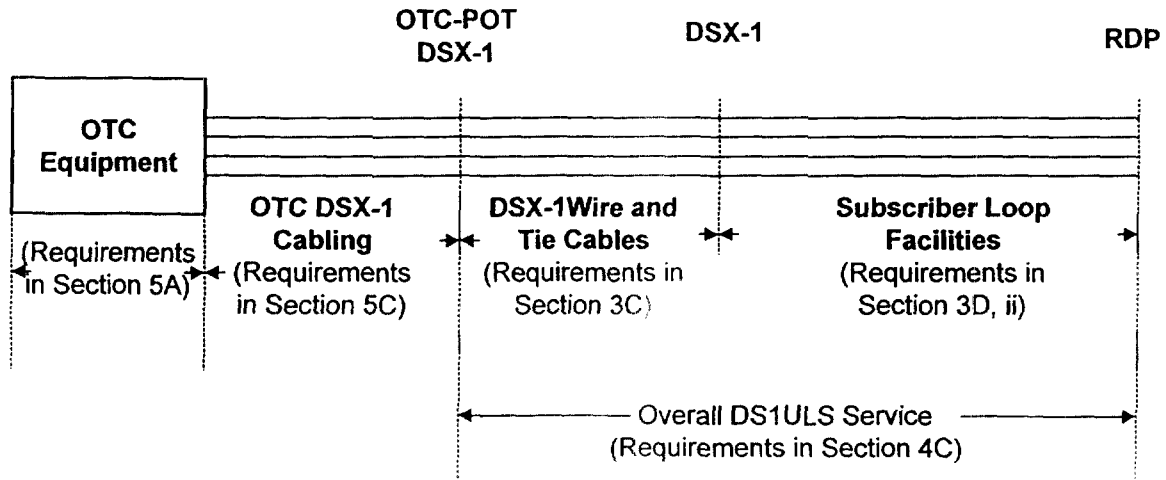 OTC-POT
DSX-1
DSX-1
RDP
OTC
Equipment
OTC DSX-1
Cabling
(Requirements
in Section 5C)
DSX-1Wire and
Tie Cables
(Requirements in
Section 3C)
Subscriber Loop
Facilities
(Requirements in
Section 3D, ii)
(Requirements
in Section 5A)
Overall DS1ULS Service
(Requirements in Section 4C)